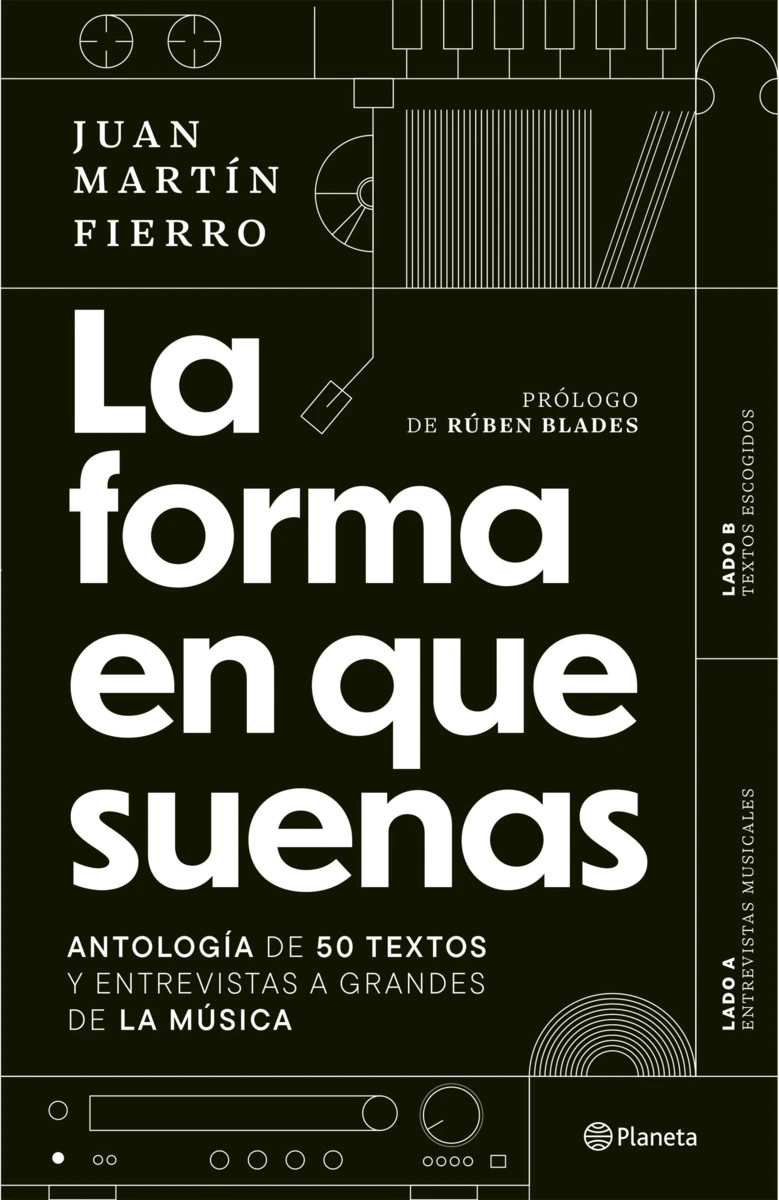 JUAN
MARTÍN
FIERRO
La
forma
en que
suenas
PRÓLOGO
DE RÚBEN BLADES
ANTOLOGÍA DE 50 TEXTOS
Y ENTREVISTAS A GRANDES
DE LA MÚSICA
LADO B
TEXTOS ESCOGIDOS
LADO A
ENTREVISTAS MUSICALES
Planeta